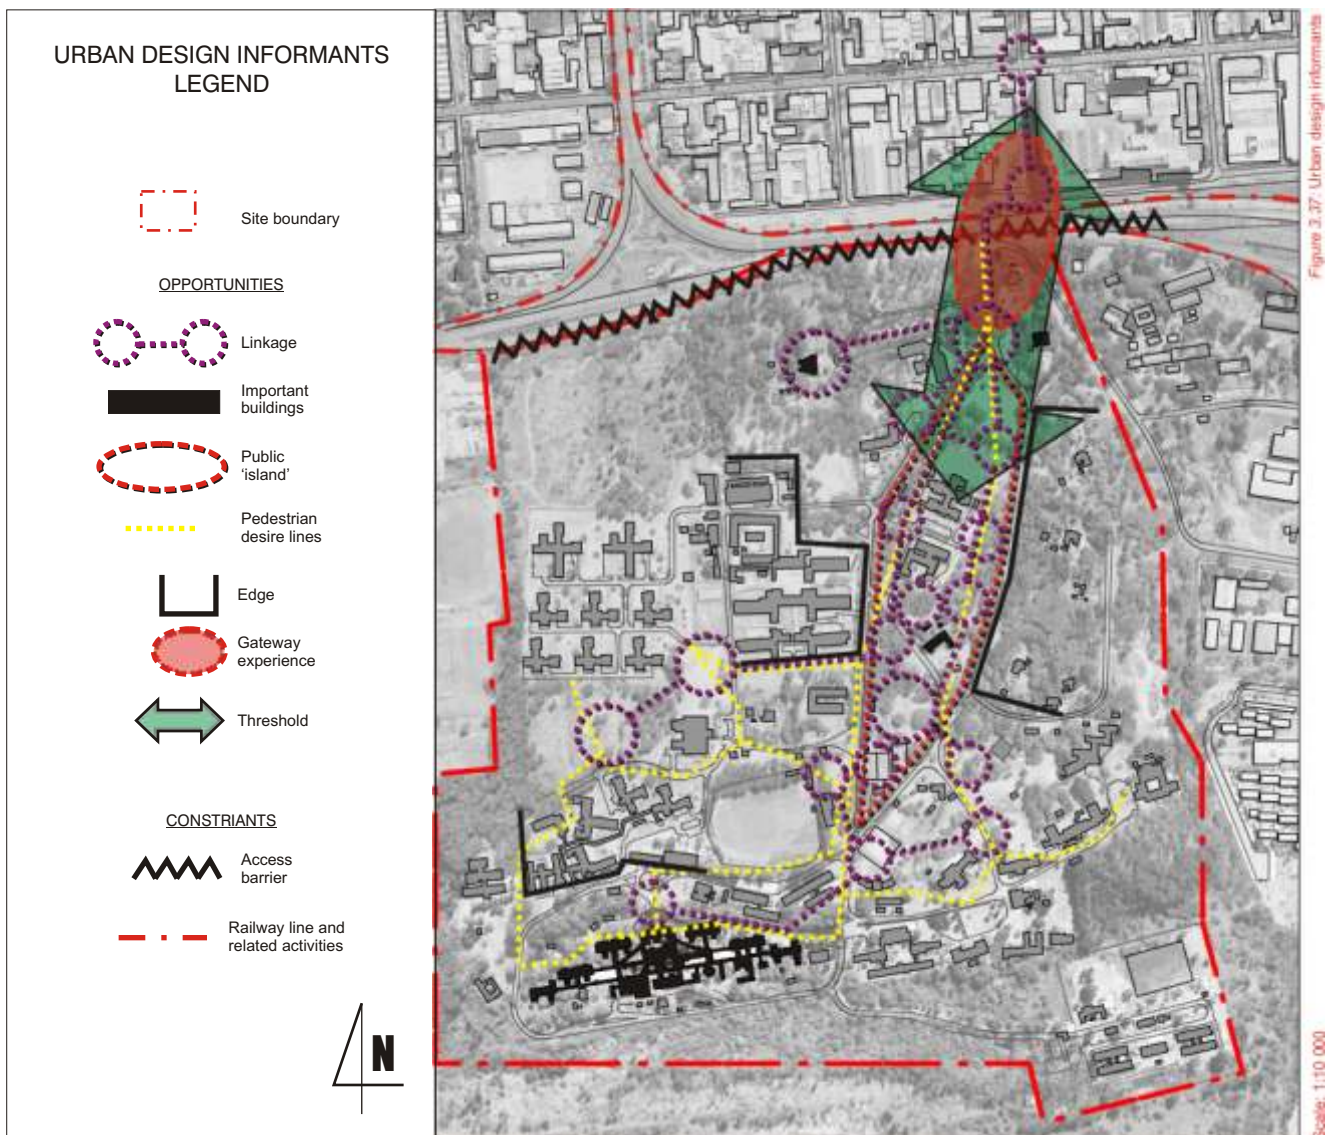 URBAN DESIGN INFORMANTS
LEGEND
Site boundary
OPPORTUNITIES
Linkage
Important
buildings
Public
‘island’
Pedestrian
desire lines
Edge
Gateway
experience
Threshold
CONSTRIANTS
Access
barrier
Railway line and
related activities
N
Figure 3.37: Urban design informants
Scale: 1:10 000